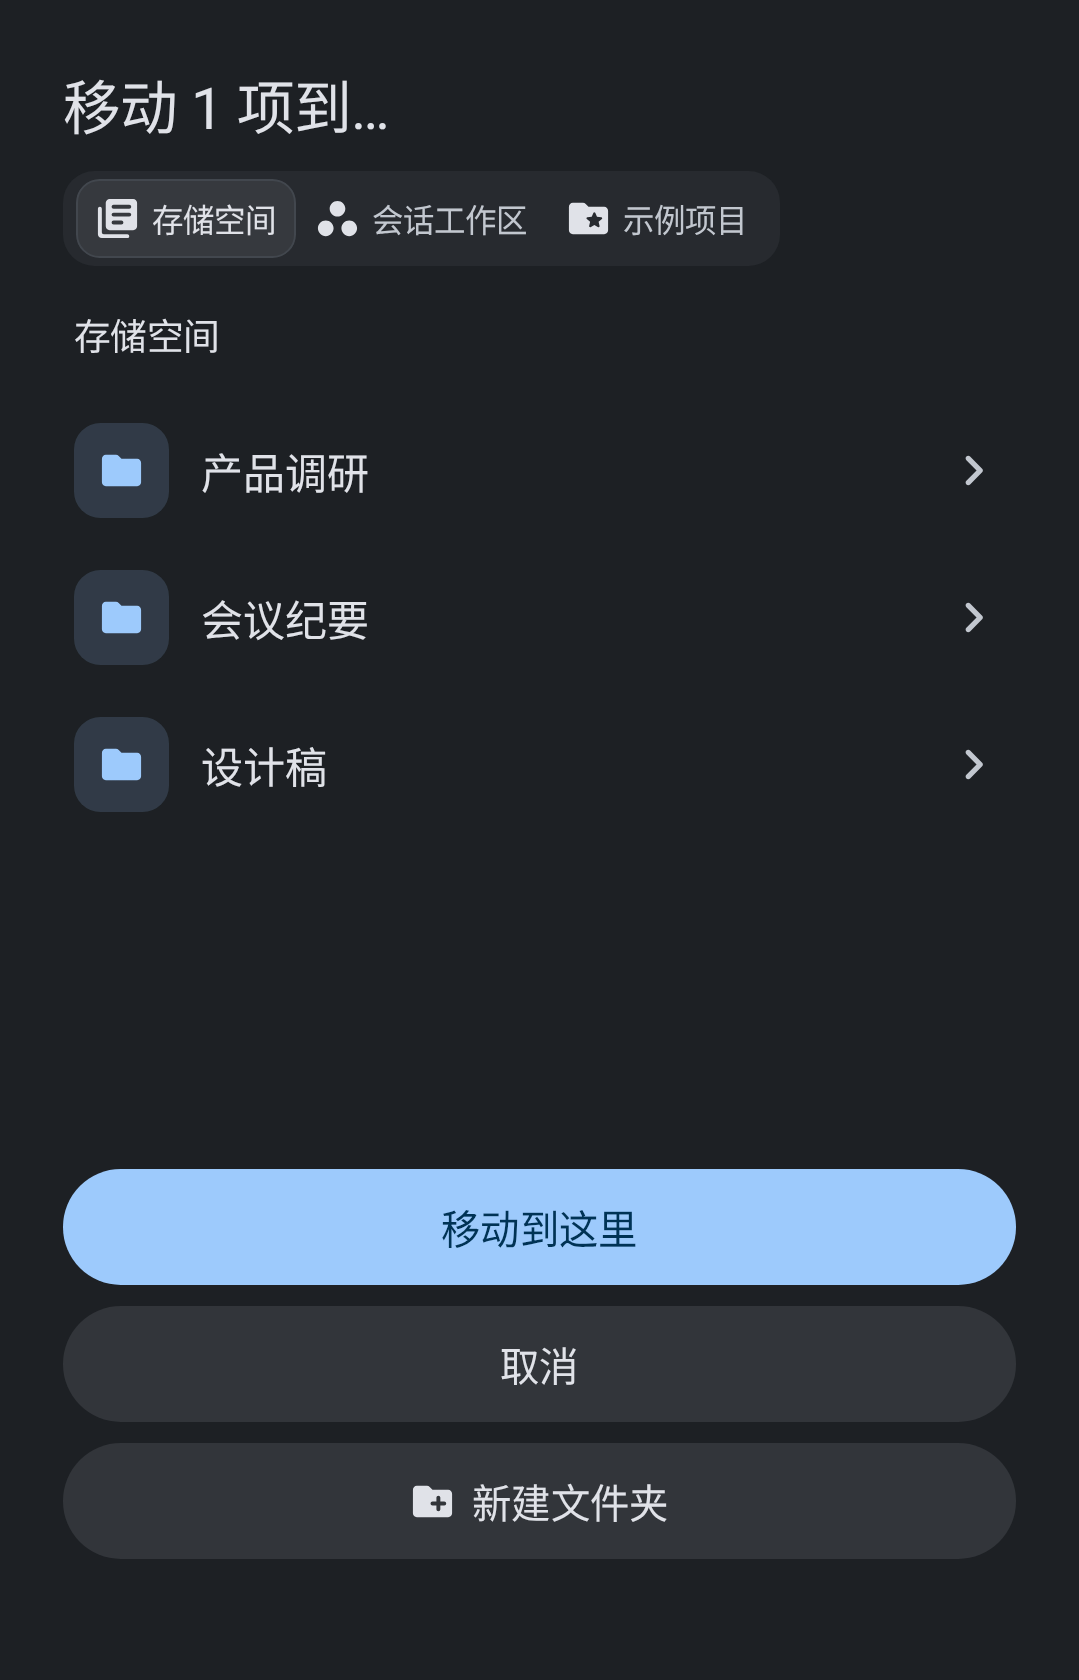 移动 1 项到...
存储空间 会话工作区 示例项目
存储空间
产品调研
会议纪要
设计稿
移动到这里
取消
新建文件夹